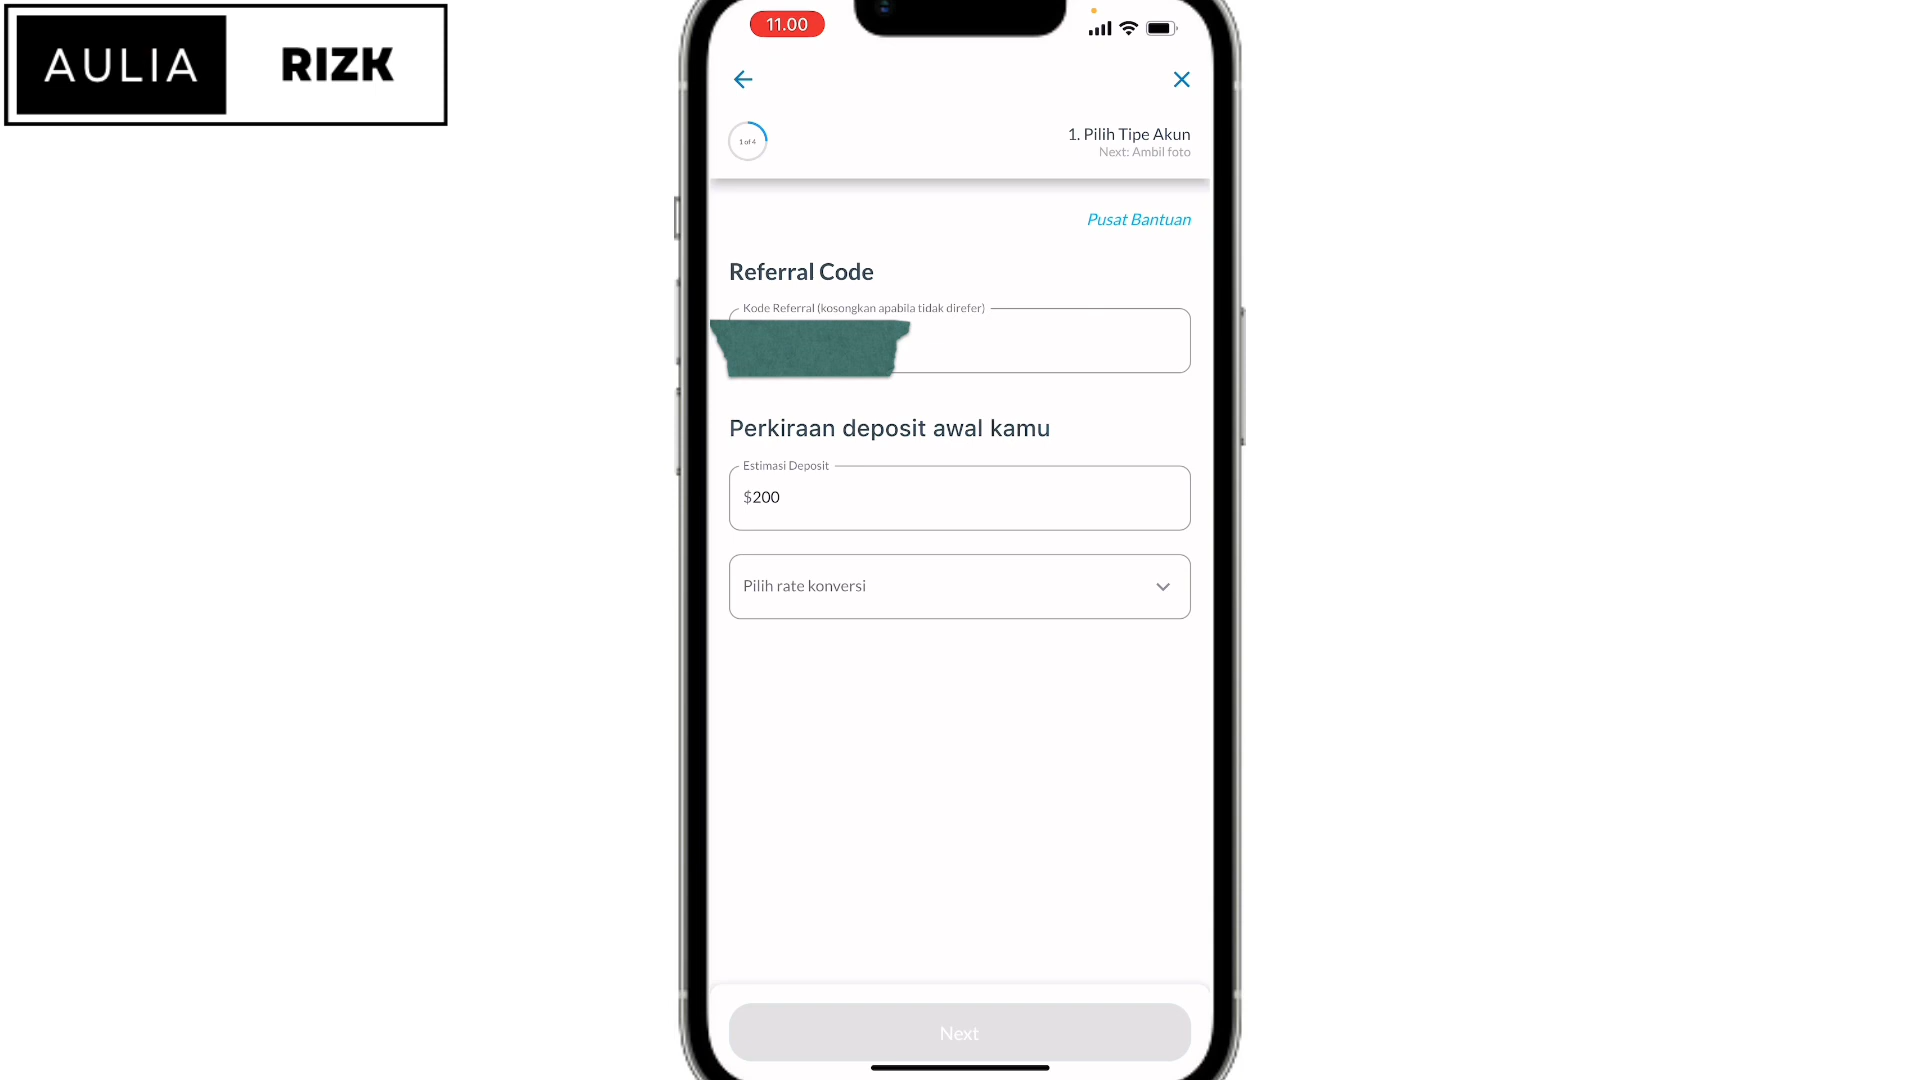 AULIA RIZK
11.00
1 of 4
1. Pilih Tipe Akun
Next: Ambil foto
Pusat Bantuan
Referral Code
Kode Referral (kosongkan apabila tidak direfer)
Perkiraan deposit awal kamu
Estimasi Deposit
$200
Pilih rate konversi
Next